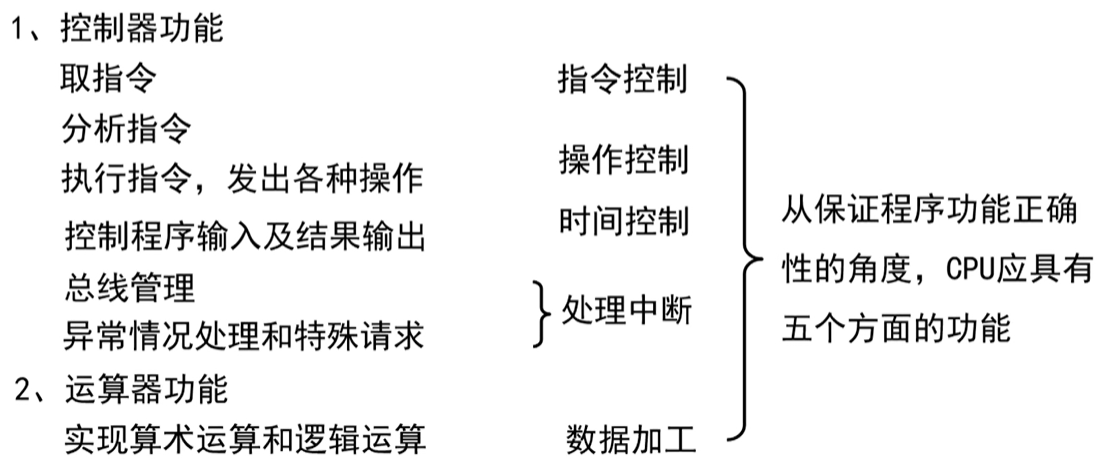 1、控制器功能
取指令 指令控制
分析指令
执行指令，发出各种操作 操作控制
控制程序输入及结果输出 时间控制
总线管理
异常情况处理和特殊请求 处理中断
2、运算器功能
实现算术运算和逻辑运算 数据加工
从保证程序功能正确
性的角度，CPU应具有
五个方面的功能